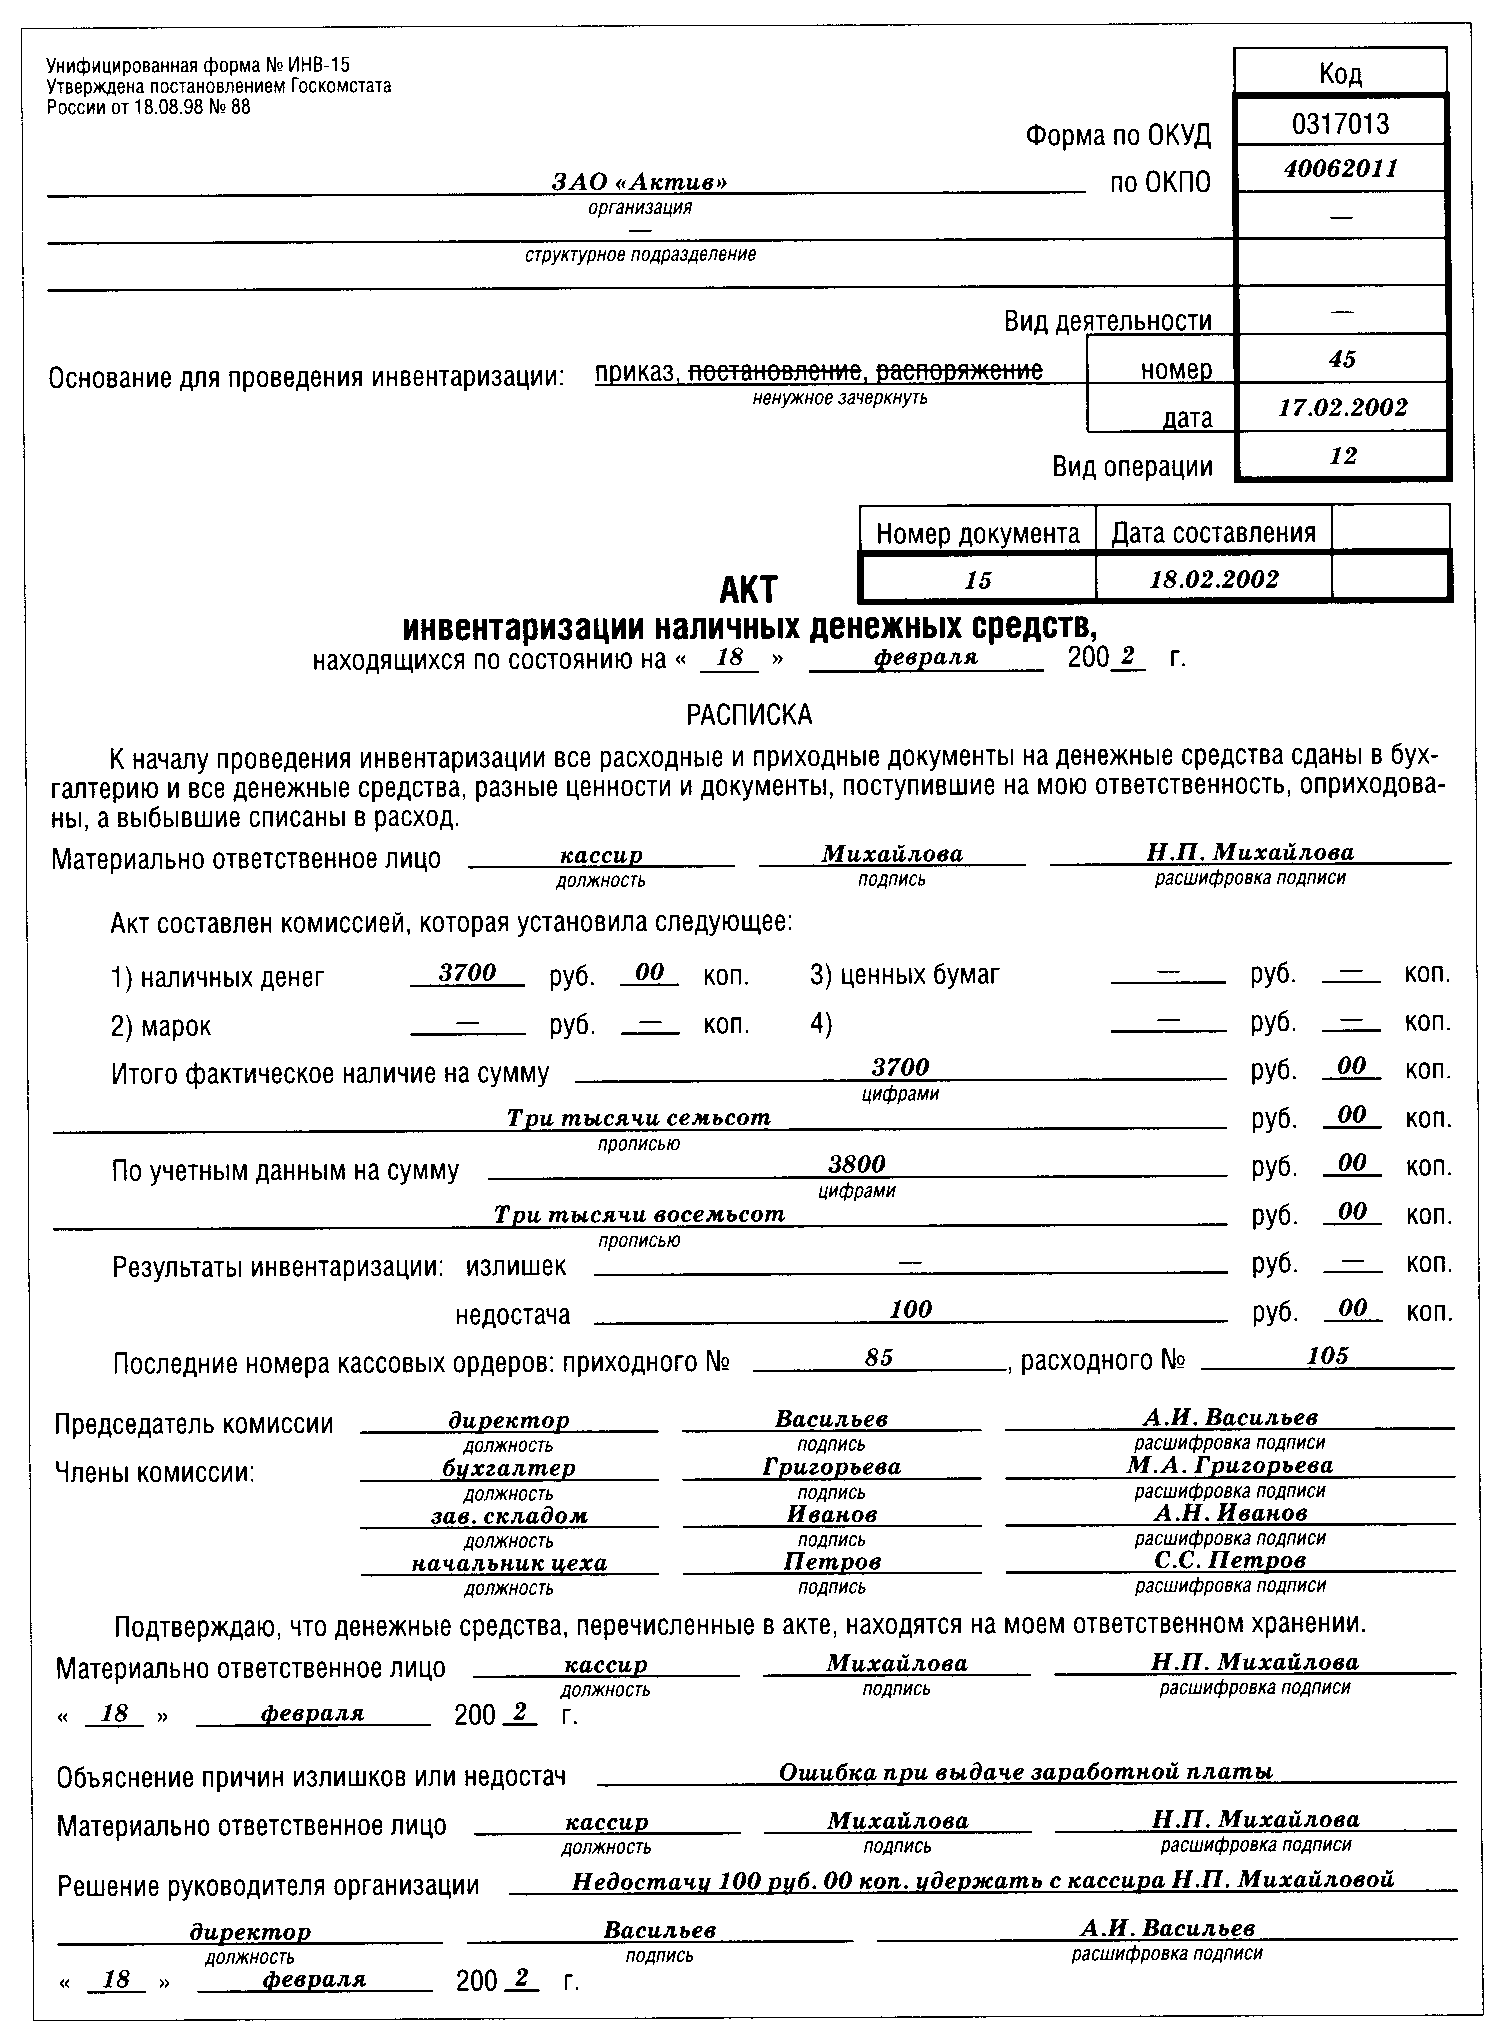 Унифицированная форма № ИНВ-15
Утверждена постановлением Госкомстата
России от 18.08.98 № 88
Код
Форма по ОКУД 0317013
ЗАО «Актив» по ОКПО 40062011
организация
— —
структурное подразделение
Вид деятельности —
Основание для проведения инвентаризации: приказ, постановление, распоряжение номер 45
ненужное зачеркнуть
дата 17.02.2002
Вид операции 12
Номер документа Дата составления
15 18.02.2002
АКТ
инвентаризации наличных денежных средств,
находящихся по состоянию на « 18 » февраля 200 2 г.
РАСПИСКА
К началу проведения инвентаризации все расходные и приходные документы на денежные средства сданы в бух-
галтерию и все денежные средства, разные ценности и документы, поступившие на мою ответственность, оприходова-
ны, а выбывшие списаны в расход.
Материально ответственное лицо кассир Михайлова Н.П. Михайлова
должность подпись расшифровка подписи
Акт составлен комиссией, которая установила следующее:
1) наличных денег 3700 руб. 00 коп. 3) ценных бумаг — руб. — коп.
2) марок — руб. — коп. 4) — руб. — коп.
Итого фактическое наличие на сумму 3700 руб. 00 коп.
цифрами
Три тысячи семьсот руб. 00 коп.
прописью
По учетным данным на сумму 3800 руб. 00 коп.
цифрами
Три тысячи восемьсот руб. 00 коп.
прописью
Результаты инвентаризации: излишек — руб. — коп.
недостача 100 руб. 00 коп.
Последние номера кассовых ордеров: приходного № 85 , расходного № 105
Председатель комиссии директор Васильев А.И. Васильев
должность подпись расшифровка подписи
Члены комиссии: бухгалтер Григорьева М.А. Григорьева
должность подпись расшифровка подписи
зав. складом Иванов А.Н. Иванов
должность подпись расшифровка подписи
начальник цеха Петров С.С. Петров
должность подпись расшифровка подписи
Подтверждаю, что денежные средства, перечисленные в акте, находятся на моем ответственном хранении.
Материально ответственное лицо кассир Михайлова Н.П. Михайлова
должность подпись расшифровка подписи
« 18 » февраля 200 2 г.
Объяснение причин излишков или недостач Ошибка при выдаче заработной платы
Материально ответственное лицо кассир Михайлова Н.П. Михайлова
должность подпись расшифровка подписи
Решение руководителя организации Недостачу 100 руб. 00 коп. удержать с кассира Н.П. Михайловой
директор Васильев А.И. Васильев
должность подпись расшифровка подписи
« 18 » февраля 200 2 г.